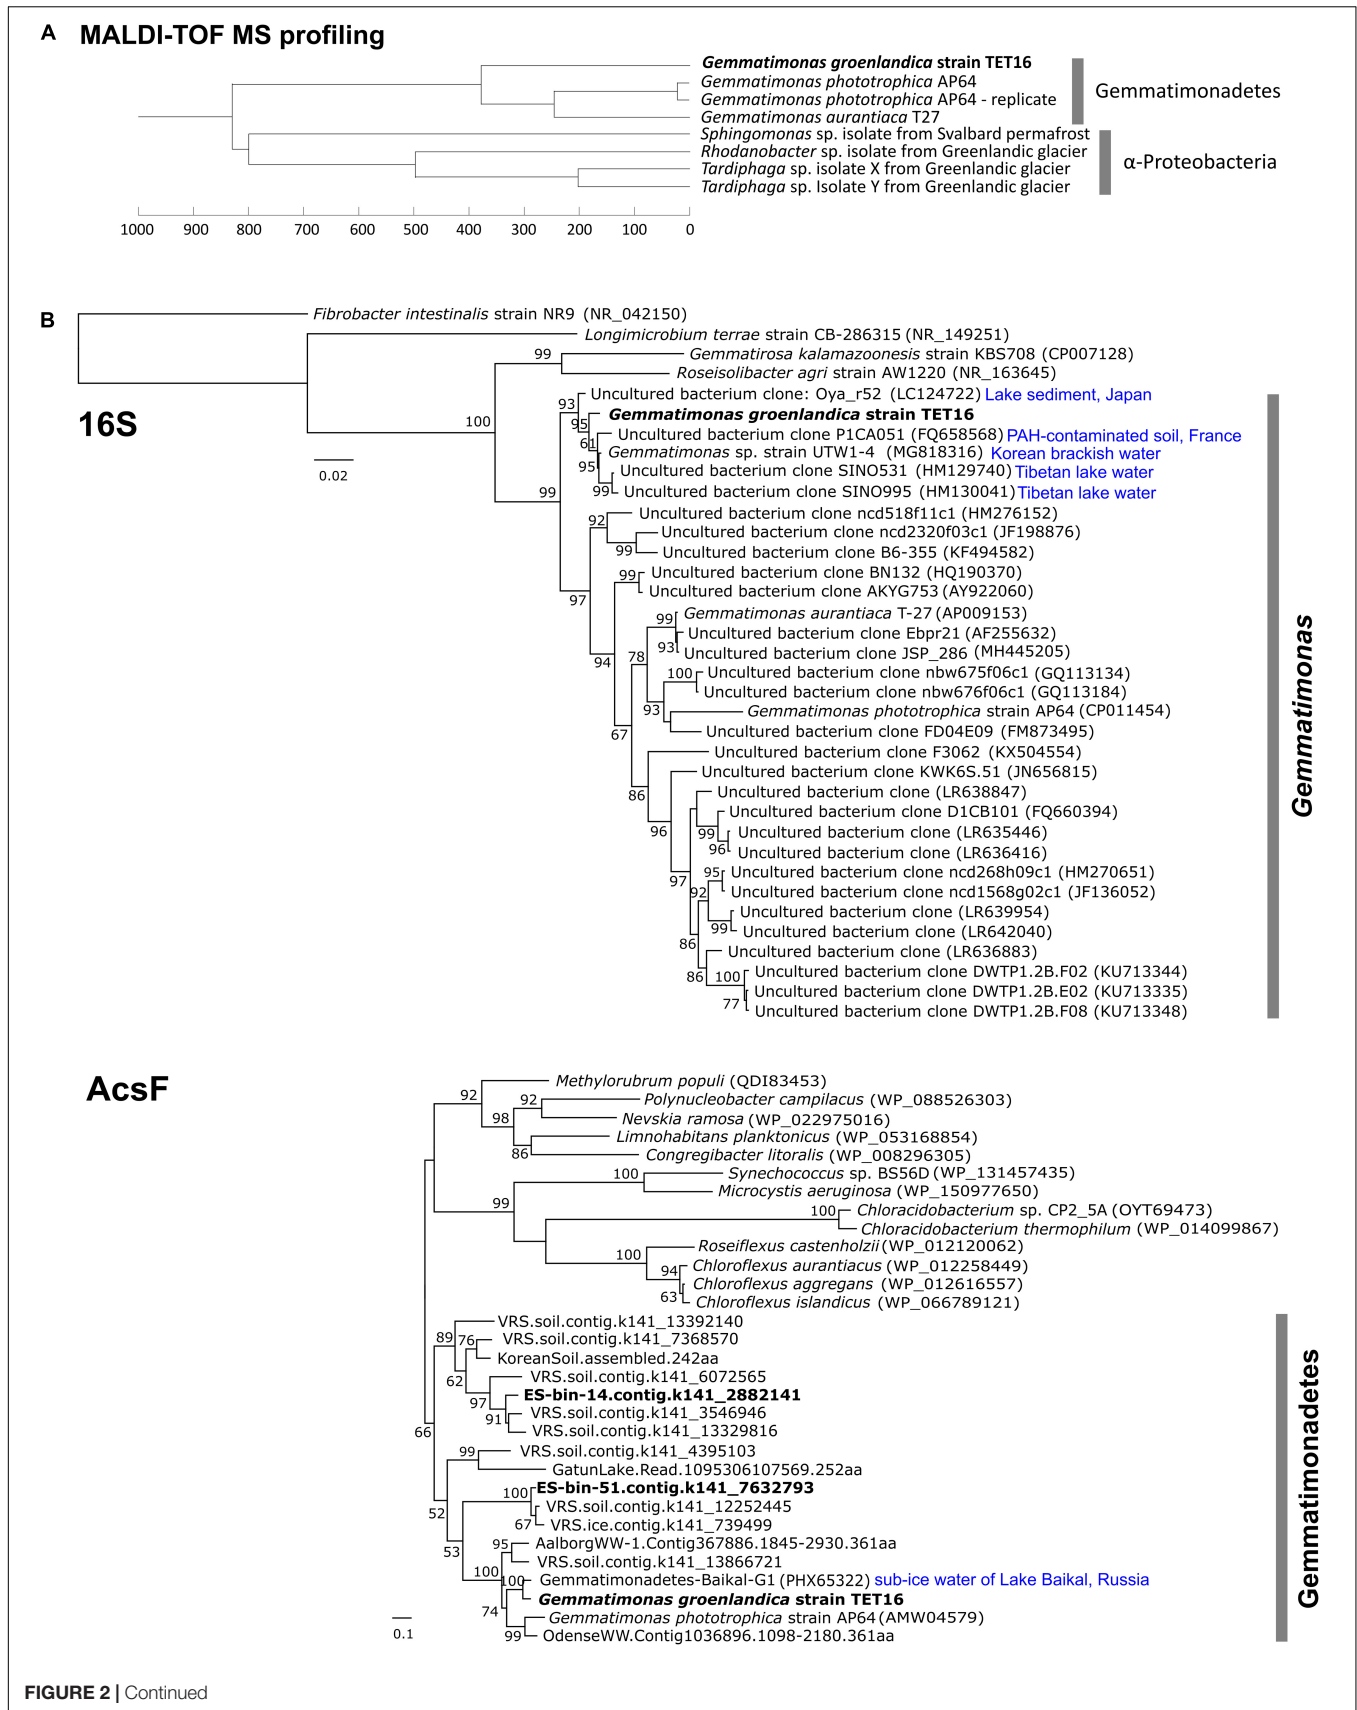 A MALDI-TOF MS profiling
Gemmatimonas groenlandica strain TET16
Gemmatimonas phototrophica AP64
Gemmatimonas phototrophica AP64 - replicate
Gemmatimonas aurantiaca T27
Gemmatimonadetes
Sphingomonas sp. isolate from Svalbard permafrost
Rhodanobacter sp. isolate from Greenlandic glacier
Tardiphaga sp. isolate X from Greenlandic glacier
Tardiphaga sp. Isolate Y from Greenlandic glacier
α-Proteobacteria
1000 900 800 700 600 500 400 300 200 100 0
B
16S
0.02
Fibrobacter intestinalis strain NR9 (NR_042150)
Longimicrobium terrae strain CB-286315 (NR_149251)
99 Gemmatirosa kalamazoonesis strain KBS708 (CP007128)
Roseisolibacter agri strain AW1220 (NR_163645)
Uncultured bacterium clone: Oya_r52 (LC124722) Lake sediment, Japan
93
100
Gemmatimonas groenlandica strain TET16
95
Uncultured bacterium clone P1CA051 (FQ658568) PAH-contaminated soil, France
61
Gemmatimonas sp. strain UTW1-4 (MG818316) Korean brackish water
95
Uncultured bacterium clone SINO531 (HM129740) Tibetan lake water
99 99 Uncultured bacterium clone SINO995 (HM130041) Tibetan lake water
Uncultured bacterium clone ncd518f11c1 (HM276152)
92
Uncultured bacterium clone ncd2320f03c1 (JF198876)
99 Uncultured bacterium clone B6-355 (KF494582)
99 Uncultured bacterium clone BN132 (HQ190370)
Uncultured bacterium clone AKYG753 (AY922060)
97
Gemmatimonas aurantiaca T-27 (AP009153)
99
Uncultured bacterium clone Ebpr21 (AF255632)
93
Uncultured bacterium clone JSP_286 (MH445205)
94 78
100 Uncultured bacterium clone nbw675f06c1 (GQ113134)
Uncultured bacterium clone nbw676f06c1 (GQ113184)
93 Gemmatimonas phototrophica strain AP64 (CP011454)
67 Uncultured bacterium clone FD04E09 (FM873495)
Uncultured bacterium clone F3062 (KX504554)
Uncultured bacterium clone KWK6S.51 (JN656815)
86 Uncultured bacterium clone (LR638847)
Uncultured bacterium clone D1CB101 (FQ660394)
96 99 Uncultured bacterium clone (LR635446)
96 Uncultured bacterium clone (LR636416)
95 Uncultured bacterium clone ncd268h09c1 (HM270651)
97
92 Uncultured bacterium clone ncd1568g02c1 (JF136052)
Uncultured bacterium clone (LR639954)
99 Uncultured bacterium clone (LR642040)
86
Uncultured bacterium clone (LR636883)
86 100 Uncultured bacterium clone DWTP1.2B.F02 (KU713344)
Uncultured bacterium clone DWTP1.2B.E02 (KU713335)
77
Uncultured bacterium clone DWTP1.2B.F08 (KU713348)
Gemmatimonas
AcsF
Methylorubrum populi (QDI83453)
92 92 Polynucleobacter campilacus (WP_088526303)
98 Nevskia ramosa (WP_022975016)
Limnohabitans planktonicus (WP_053168854)
86 Congregibacter litoralis (WP_008296305)
100 Synechococcus sp. BS56D (WP_131457435)
Microcystis aeruginosa (WP_150977650)
99
100 Chloracidobacterium sp. CP2_5A (OYT69473)
Chloracidobacterium thermophilum (WP_014099867)
Roseiflexus castenholzii (WP_012120062)
100
94 Chloroflexus aurantiacus (WP_012258449)
Chloroflexus aggregans (WP_012616557)
63
Chloroflexus islandicus (WP_066789121)
VRS.soil.contig.k141_13392140
89 76 VRS.soil.contig.k141_7368570
KoreanSoil.assembled.242aa
62 VRS.soil.contig.k141_6072565
97 ES-bin-14.contig.k141_2882141
91 VRS.soil.contig.k141_3546946
66 VRS.soil.contig.k141_13329816
99 VRS.soil.contig.k141_4395103
GatunLake.Read.1095306107569.252aa
100 ES-bin-51.contig.k141_7632793
52 VRS.soil.contig.k141_12252445
67 VRS.ice.contig.k141_739499
53 95 AalborgWW-1.Contig367886.1845-2930.361aa
VRS.soil.contig.k141_13866721
100 100 Gemmatimonadetes-Baikal-G1 (PHX65322) sub-ice water of Lake Baikal, Russia
Gemmatimonas groenlandica strain TET16
74
Gemmatimonas phototrophica strain AP64 (AMW04579)
99 OdenseWW.Contig1036896.1098-2180.361aa
0.1
Gemmatimonadetes
FIGURE 2 | Continued